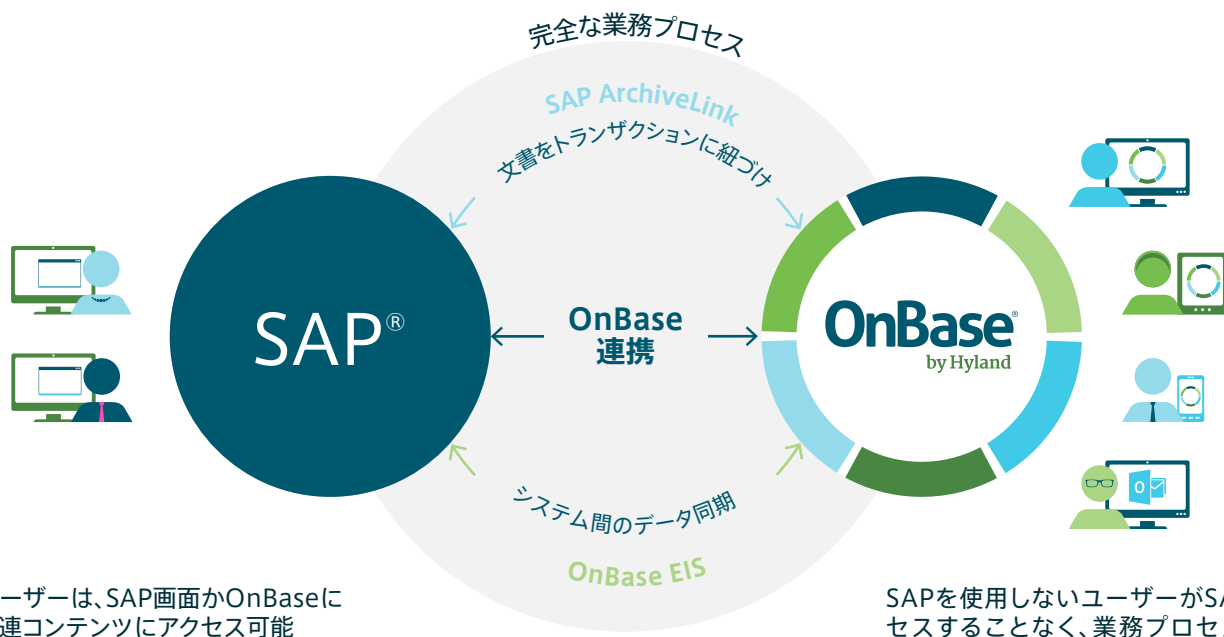 完全な業務プロセス
SAP ArchiveLink
文書をトランザクションに紐づけ
SAP®
OnBase
連携
OnBase®
by Hyland
システム間のデータ同期
OnBase EIS
ーザーは、SAP画面かOnBaseに
連コンテンツにアクセス可能
SAPを使用しないユーザーがSA
セスすることなく、業務プロセ